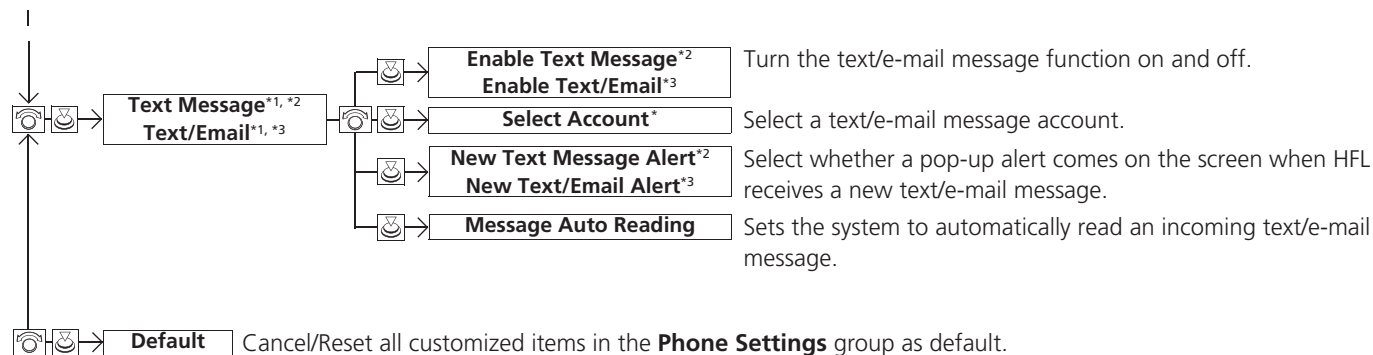 Enable Text Message*2
Enable Text/Email*3
Turn the text/e-mail message function on and off.
Text Message*1, *2
Text/Email*1, *3
Select Account*
Select a text/e-mail message account.
New Text Message Alert*2
New Text/Email Alert*3
Select whether a pop-up alert comes on the screen when HFL
receives a new text/e-mail message.
Message Auto Reading
Sets the system to automatically read an incoming text/e-mail
message.
Default
Cancel/Reset all customized items in the Phone Settings group as default.